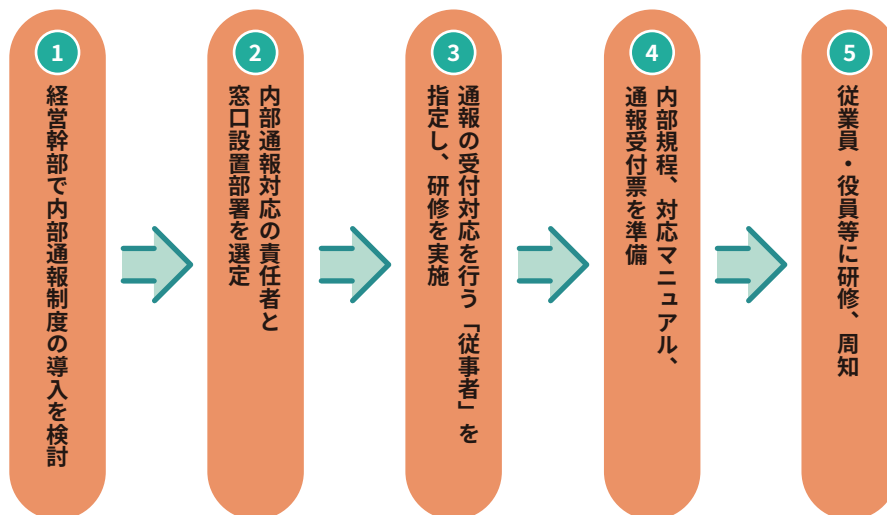 1
経営幹部で内部通報制度の導入を検討
2
内部通報対応の責任者と
窓口設置部署を選定
3
通報の受付対応を行う「従事者」を
指定し、研修を実施
4
内部規程、対応マニュアル、
通報受付票を準備
5
従業員・役員等に研修、周知